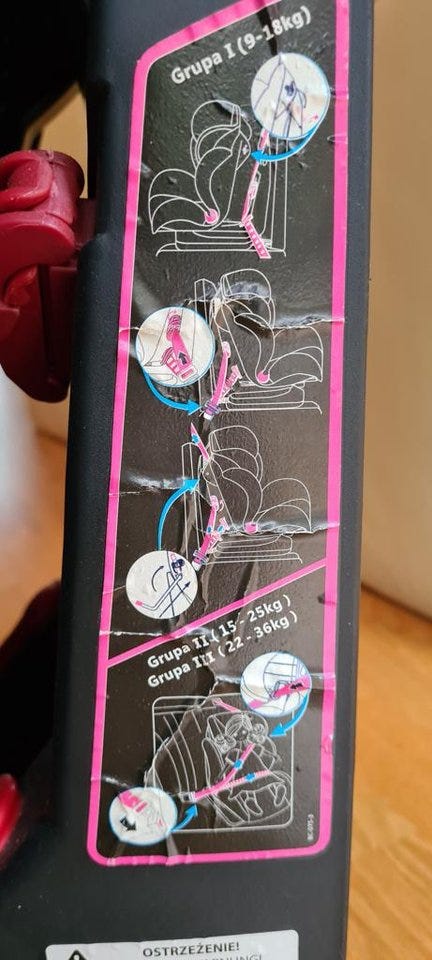 Grupa I (9-18kg)
Grupa II ( 15 - 25kg )
Grupa III ( 22 - 36kg )
OSTRZEŻENIE!